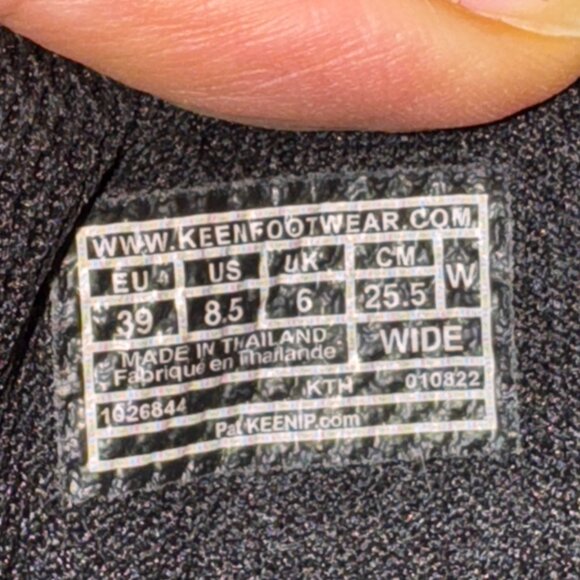 WWW.KEENFOOTWEAR.COM
EU US UK CM W
39 8.5 6 25.5
MADE IN THAILAND WIDE
Fabriqué en Thaïlande
KTH 010822
1026844
Pat KEENIP.com